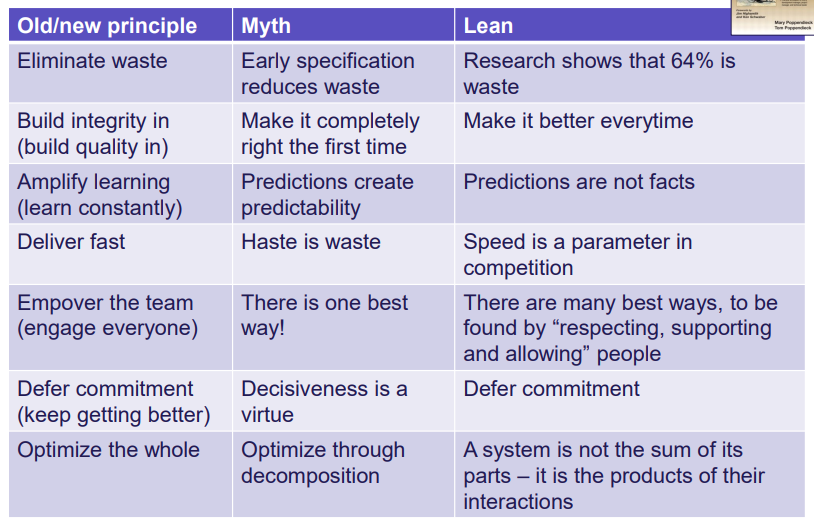 Old/new principle
Myth
Lean
Eliminate waste
Early specification
reduces waste
Research shows that 64% is
waste
Build integrity in
(build quality in)
Make it completely
right the first time
Make it better everytime
Amplify learning
(learn constantly)
Predictions create
predictability
Predictions are not facts
Deliver fast
Haste is waste
Speed is a parameter in
competition
Empover the team
(engage everyone)
There is one best
way!
There are many best ways, to be
found by “respecting, supporting
and allowing” people
Defer commitment
(keep getting better)
Decisiveness is a
virtue
Defer commitment
Optimize the whole
Optimize through
decomposition
A system is not the sum of its
parts – it is the products of their
interactions
Mary Poppendieck
Tom Poppendieck